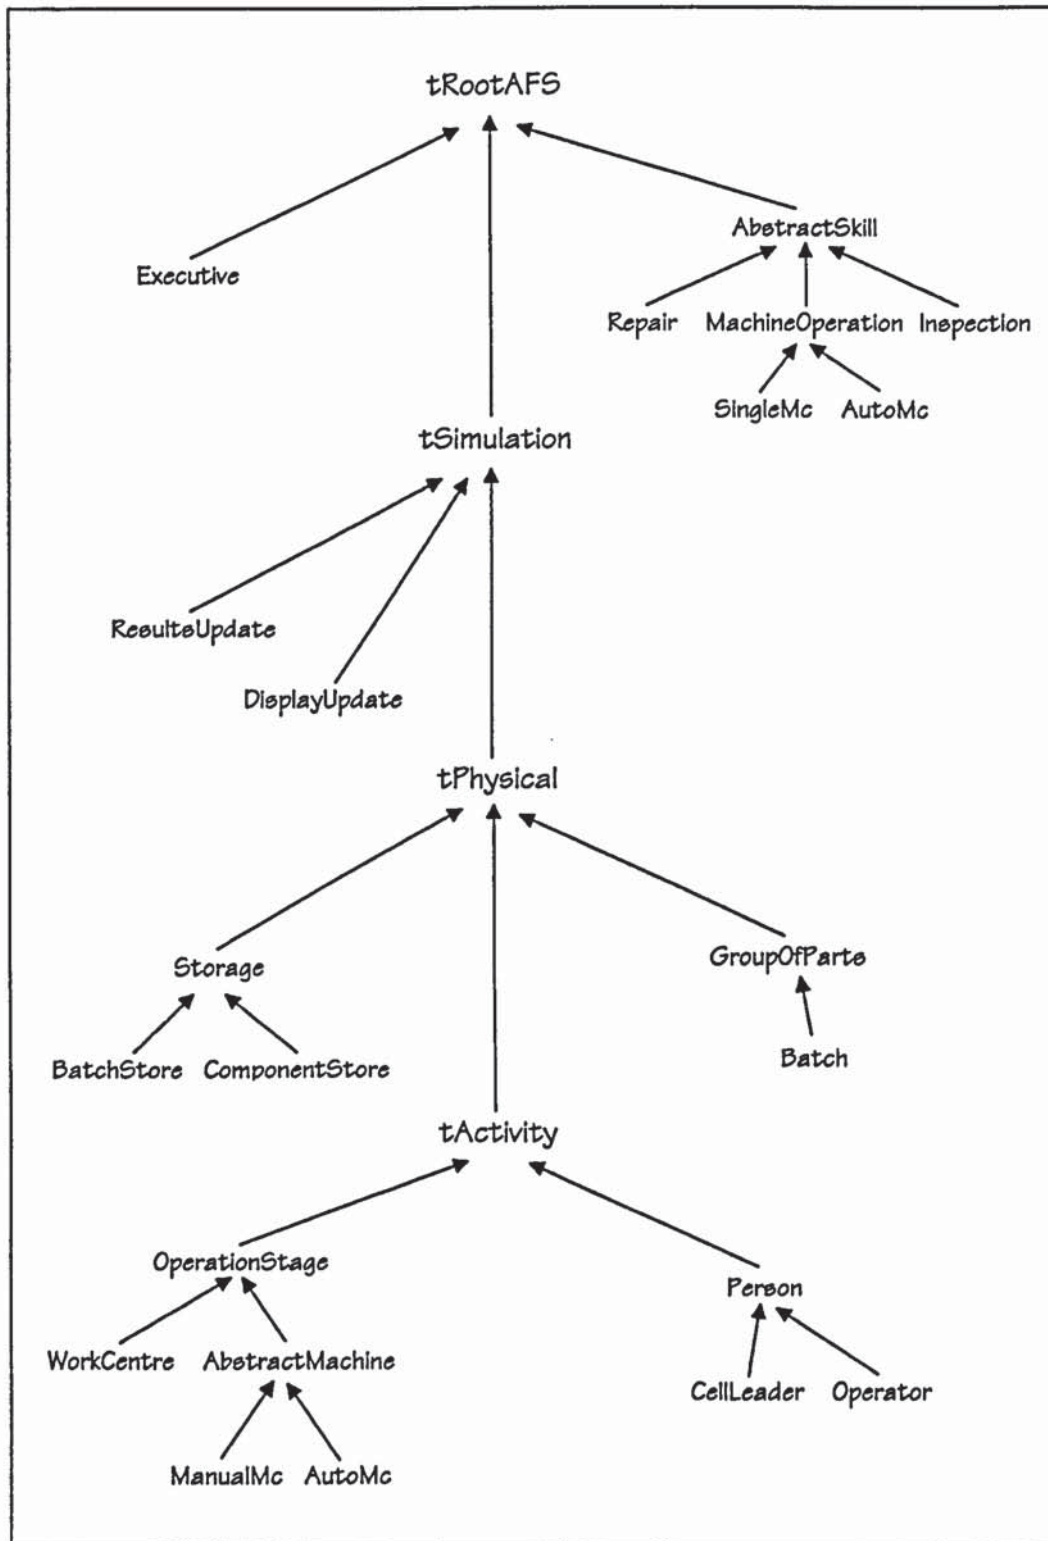 tRootAFS
AbstractSkill
Executive
Repair MachineOperation Inspection
SingleMc AutoMc
tSimulation
ResultsUpdate
DisplayUpdate
tPhysical
GroupOfParts
Storage
Batch
BatchStore ComponentStore
tActivity
OperationStage
Person
WorkCentre AbstractMachine
CellLeader Operator
ManualMc AutoMc